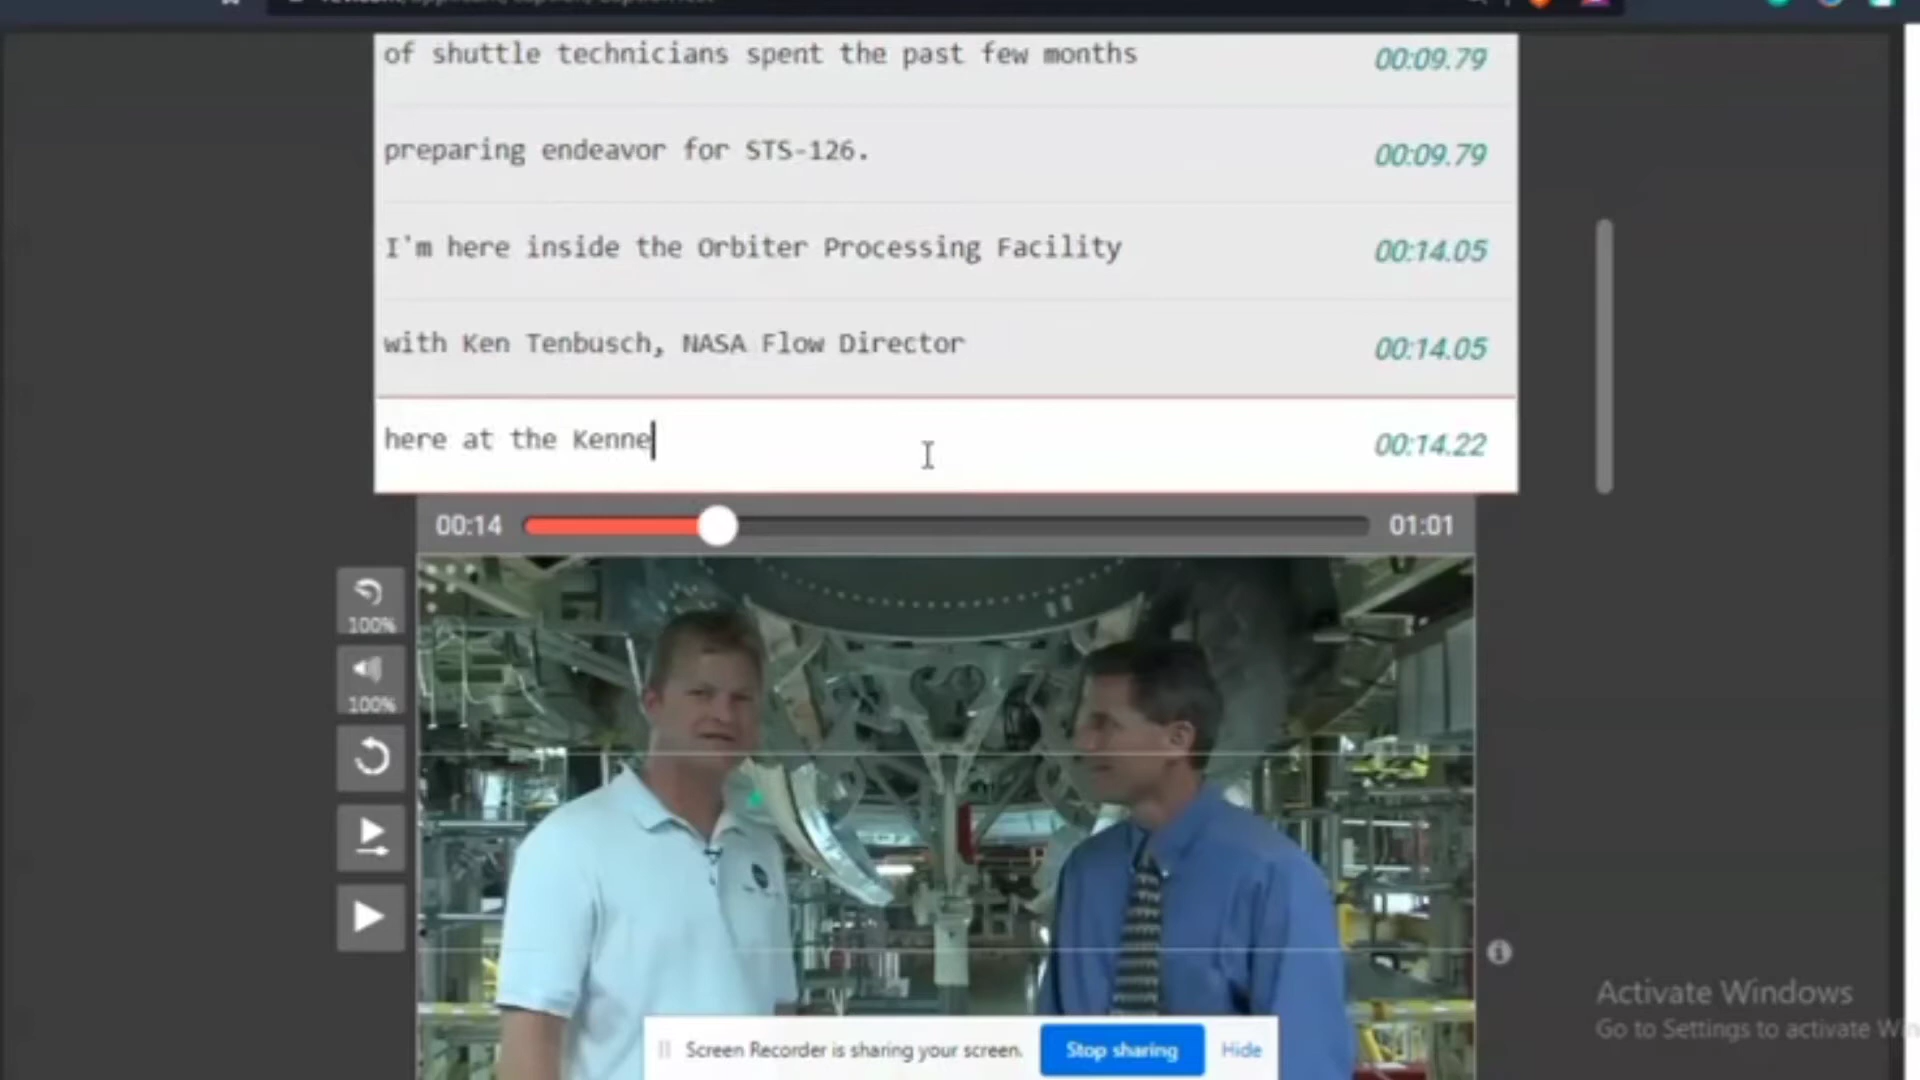 of shuttle technicians spent the past few months 00:09.79
preparing endeavor for STS-126. 00:09.79
I'm here inside the Orbiter Processing Facility 00:14.05
with Ken Tenbusch, NASA Flow Director 00:14.05
here at the Kenne 00:14.22
00:14 01:01
100%
100%
Activate Windows
Go to Settings to activate
Screen Recorder is sharing your screen. Stop sharing Hide